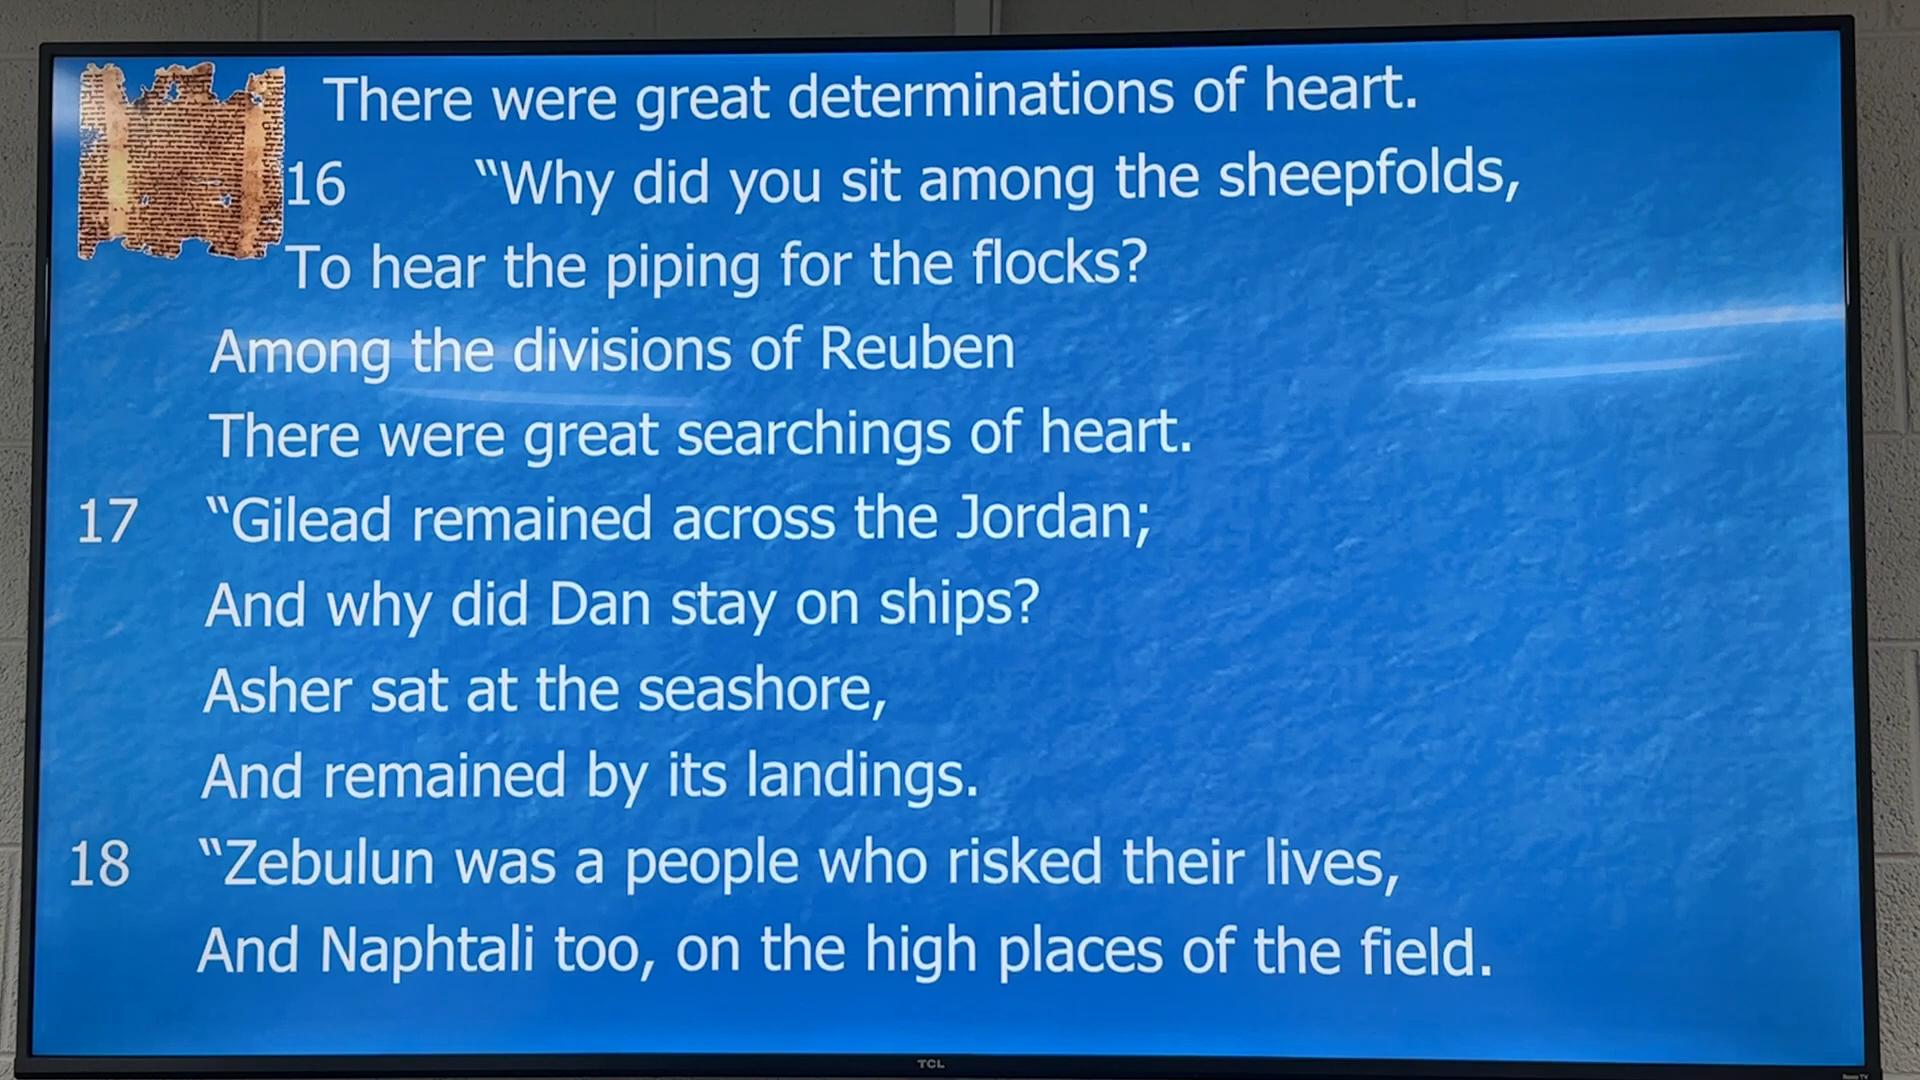 There were great determinations of heart.
16 “Why did you sit among the sheepfolds,
To hear the piping for the flocks?
Among the divisions of Reuben
There were great searchings of heart.
17 “Gilead remained across the Jordan;
And why did Dan stay on ships?
Asher sat at the seashore,
And remained by its landings.
18 “Zebulun was a people who risked their lives,
And Naphtali too, on the high places of the field.
TCL
Roku TV